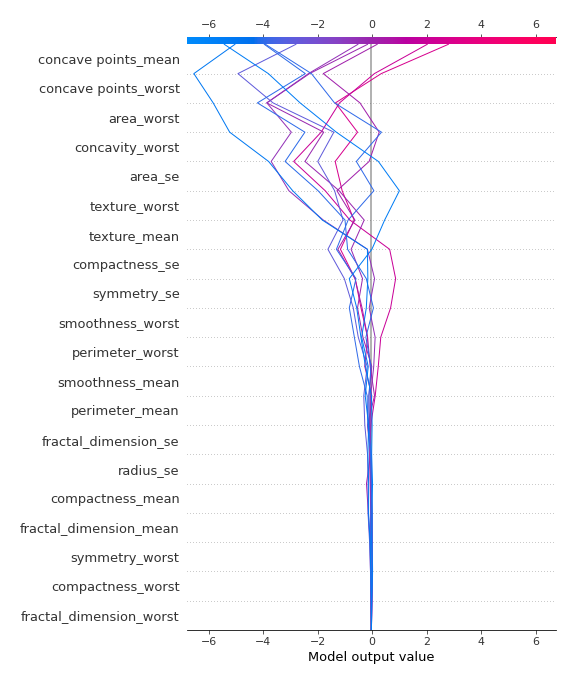 −6 −4 −2 0 2 4 6
concave points_mean
concave points_worst
area_worst
concavity_worst
area_se
texture_worst
texture_mean
compactness_se
symmetry_se
smoothness_worst
perimeter_worst
smoothness_mean
perimeter_mean
fractal_dimension_se
radius_se
compactness_mean
fractal_dimension_mean
symmetry_worst
compactness_worst
fractal_dimension_worst
−6 −4 −2 0 2 4 6
Model output value